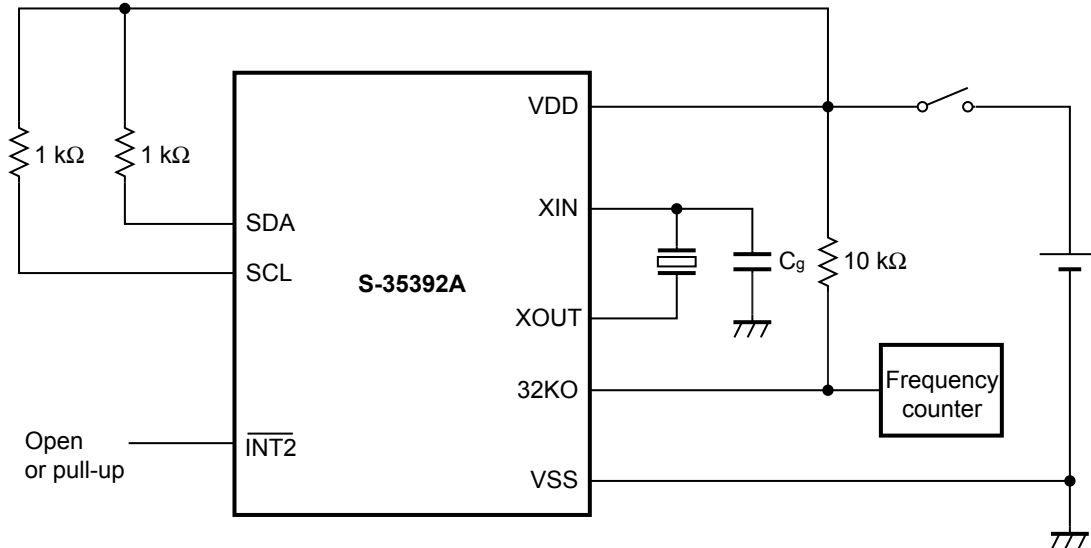 VDD
1 kΩ
1 kΩ
SDA
XIN
SCL
S-35392A
Cg
10 kΩ
XOUT
32KO
Frequency
counter
Open
or pull-up
INT2
VSS